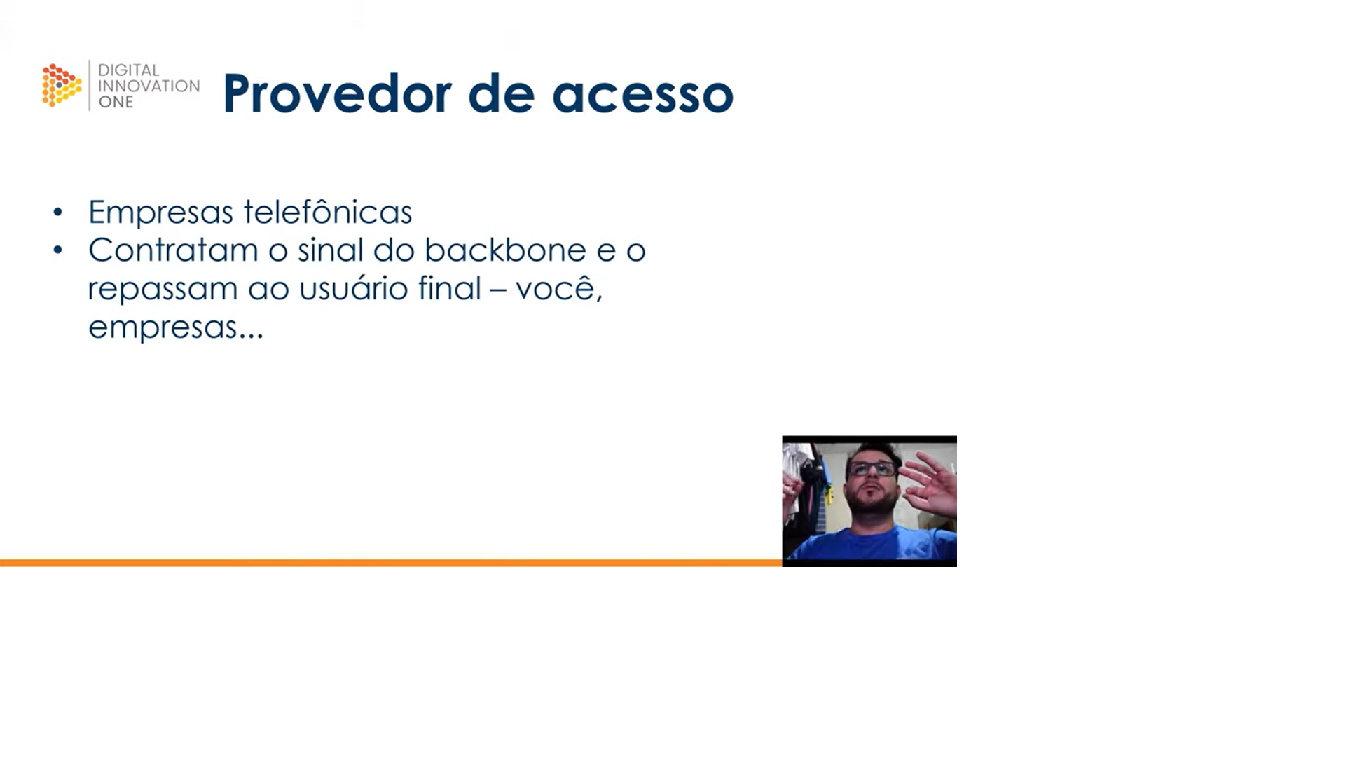 DIGITAL
INNOVATION
ONE
Provedor de acesso
• Empresas telefônicas
• Contratam o sinal do backbone e o
repassam ao usuário final – você,
empresas...